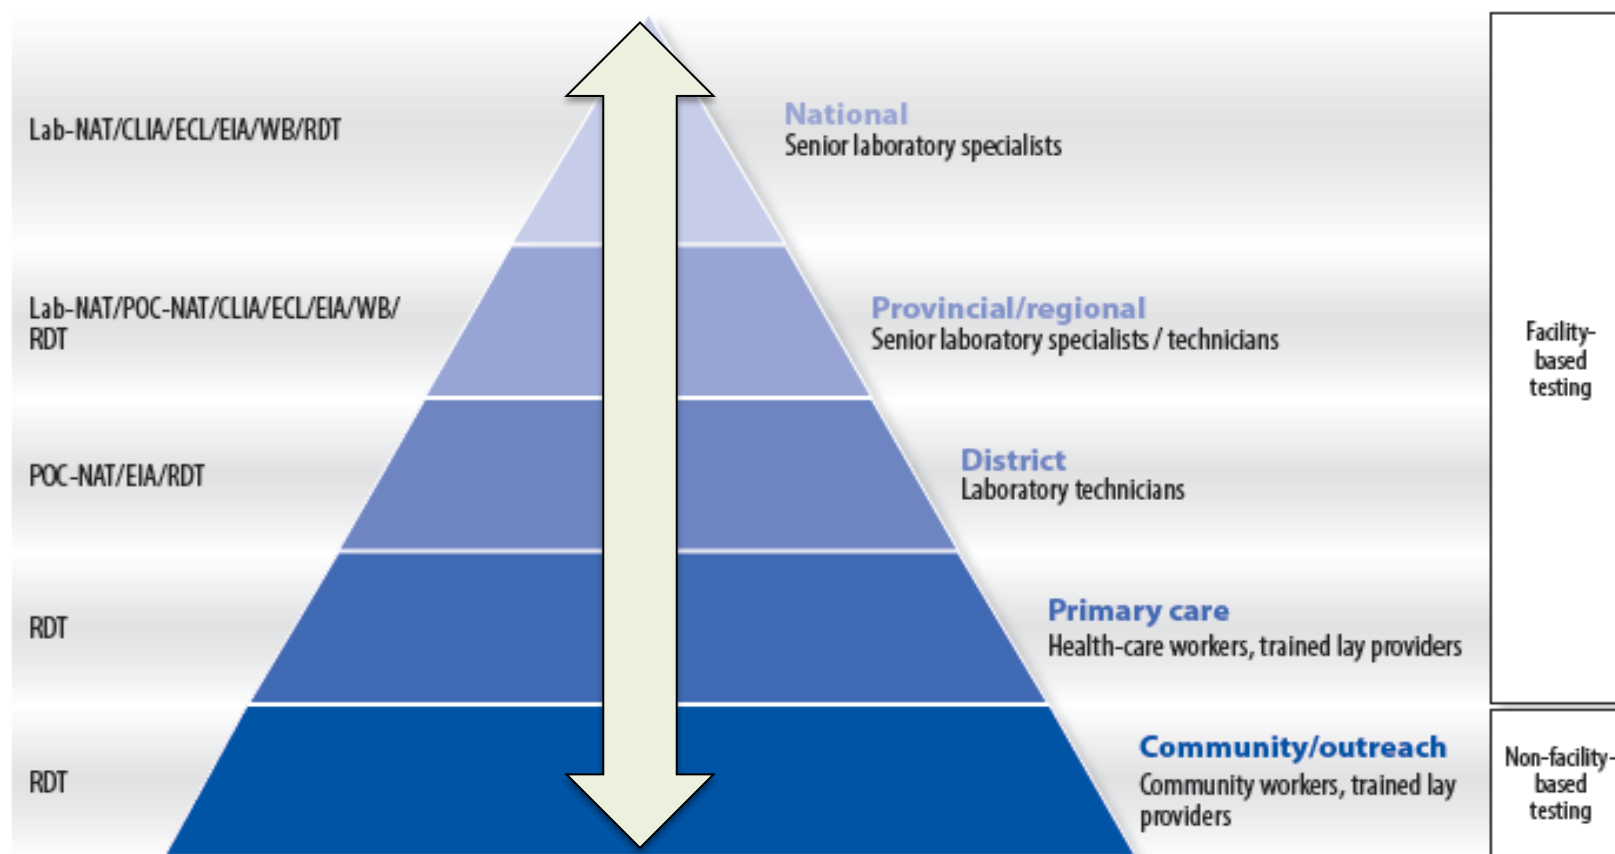 Lab-NAT/CLIA/ECL/EIA/WB/RDT
National
Senior laboratory specialists
Lab-NAT/POC-NAT/CLIA/ECL/EIA/WB/
RDT
Provincial/regional
Senior laboratory specialists / technicians
POC-NAT/EIA/RDT
District
Laboratory technicians
RDT
Primary care
Health-care workers, trained lay providers
RDT
Community/outreach
Community workers, trained lay
providers
Facility-
based
testing
Non-facility-
based
testing